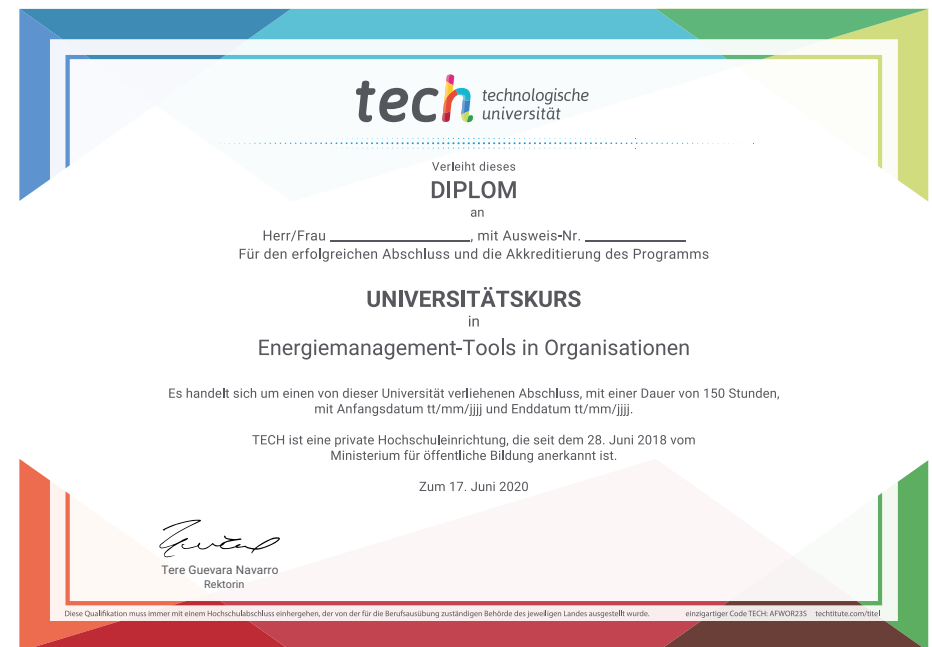 tech technologische
universität
Verleiht dieses
DIPLOM
an
Herr/Frau ____________________, mit Ausweis-Nr. ______________
Für den erfolgreichen Abschluss und die Akkreditierung des Programms
UNIVERSITÄTSKURS
in
Energiemanagement-Tools in Organisationen
Es handelt sich um einen von dieser Universität verliehenen Abschluss, mit einer Dauer von 150 Stunden,
mit Anfangsdatum tt/mm/jjjj und Enddatum tt/mm/jjjj.
TECH ist eine private Hochschuleinrichtung, die seit dem 28. Juni 2018 vom
Ministerium für öffentliche Bildung anerkannt ist.
Zum 17. Juni 2020
Tere Guevara Navarro
Rektorin
Diese Qualifikation muss immer mit einem Hochschulabschluss einhergehen, der von der für die Berufsausübung zuständigen Behörde des jeweiligen Landes ausgestellt wurde. einzigartiger Code TECH: AFWOR23S techtitute.com/titel